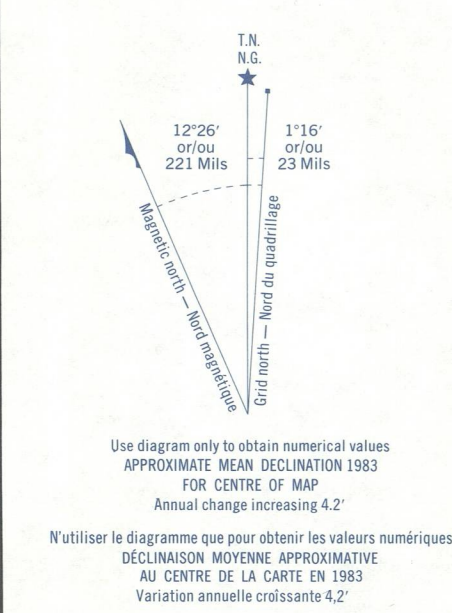 T.N.
N.G.
12°26′
or/ou
221 Mils
1°16′
or/ou
23 Mils
Magnetic north — Nord magnétique
Grid north — Nord du quadrillage
Use diagram only to obtain numerical values
APPROXIMATE MEAN DECLINATION 1983
FOR CENTRE OF MAP
Annual change increasing 4.2′
N'utiliser le diagramme que pour obtenir les valeurs numériques
DÉCLINAISON MOYENNE APPROXIMATIVE
AU CENTRE DE LA CARTE EN 1983
Variation annuelle croîssante 4,2′